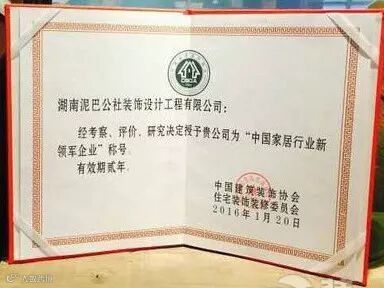 湖南泥巴公社装饰设计工程有限公司：
经考察、评价、研究决定授予贵公司为“中国家居行业新
领军企业”称号。
有效期贰年。
中国建筑装饰协会
住宅装饰装修委员会
2016年1月20日